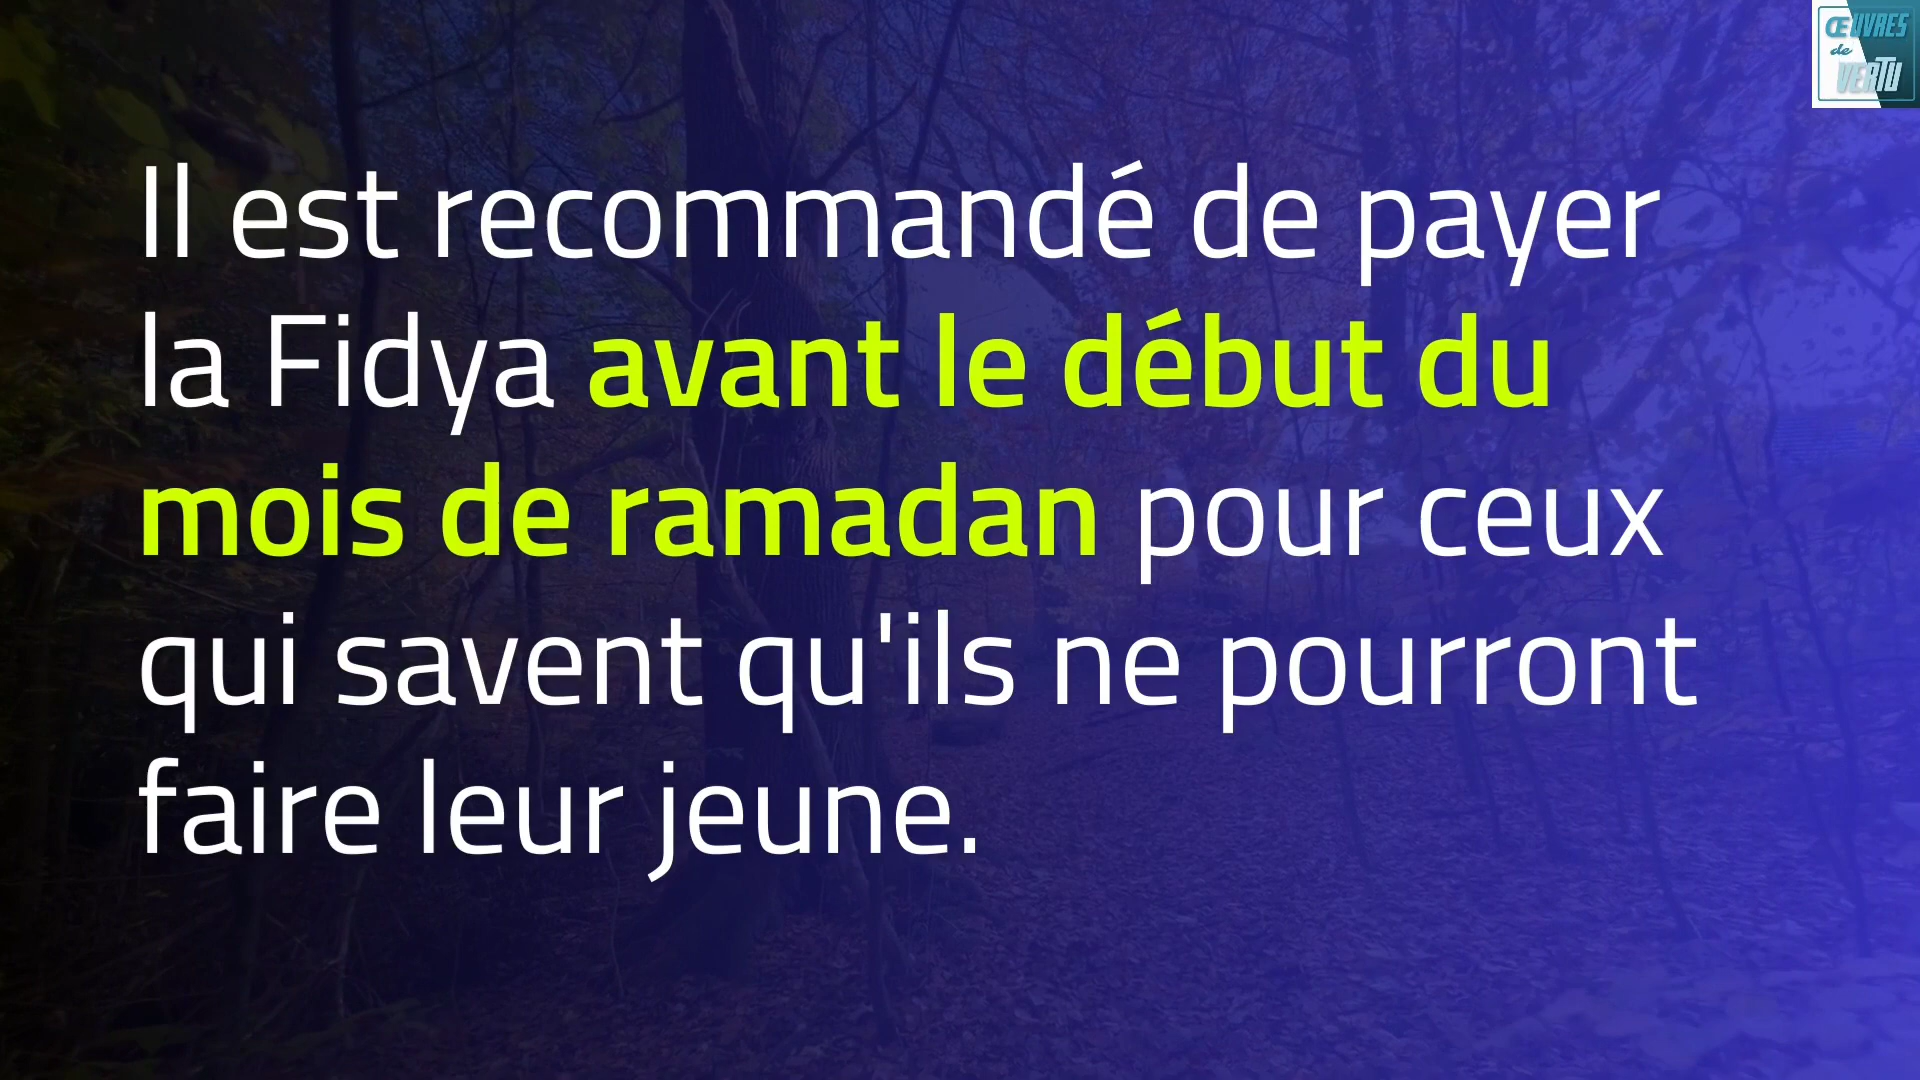 ŒUVRES
de
VERTU
Il est recommandé de payer
la Fidya avant le début du
mois de ramadan pour ceux
qui savent qu'ils ne pourront
faire leur jeune.